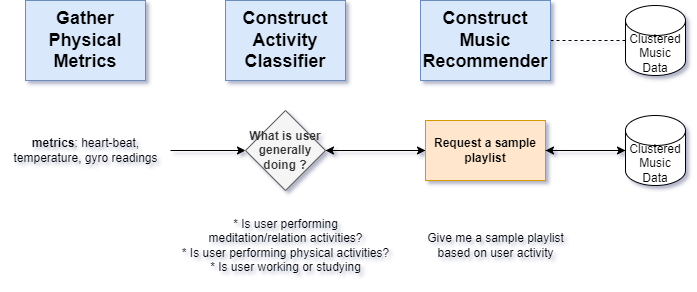 Gather
Physical
Metrics
Construct
Activity
Classifier
Construct
Music
Recommender
Clustered
Music
Data
metrics: heart-beat,
temperature, gyro readings
What is user
generally
doing ?
Request a sample
playlist
Clustered
Music
Data
* Is user performing
meditation/relation activities?
* Is user performing physical activities?
* Is user working or studying
Give me a sample playlist
based on user activity